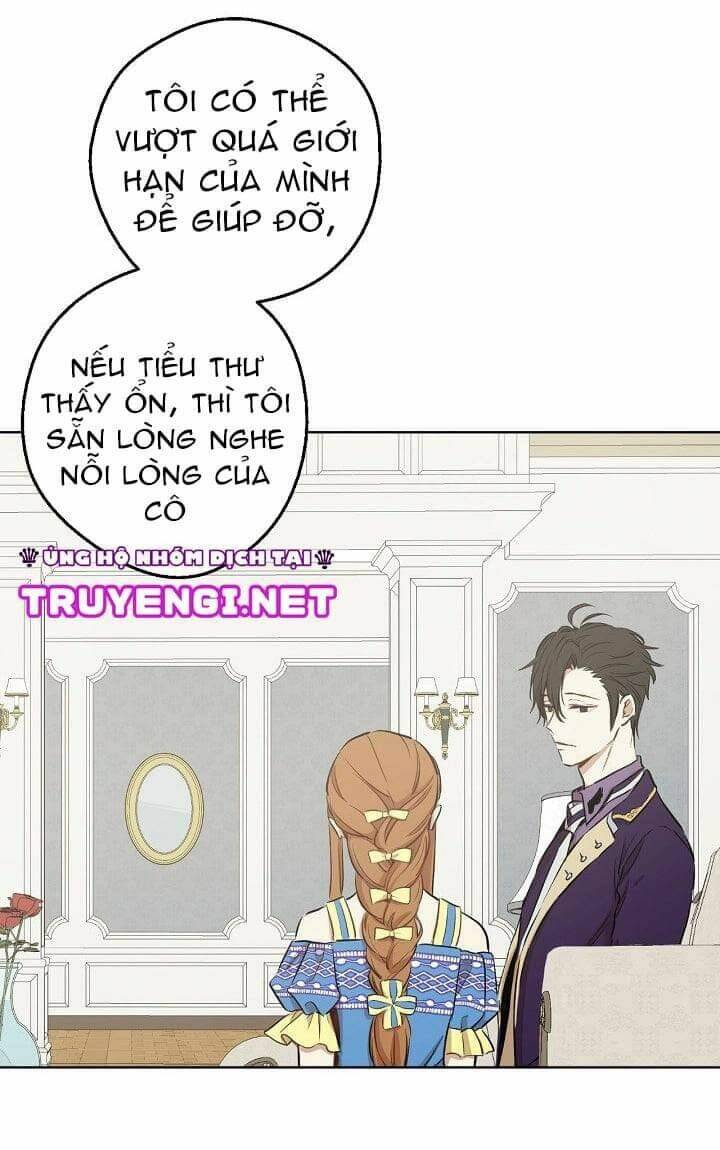 TÔI CÓ THỂ
VƯỢT QUÁ GIỚI
HẠN CỦA MÌNH
ĐỂ GIÚP ĐỠ,
NẾU TIỂU THƯ
THẤY ỔN, THÌ TÔI
SẴN LÒNG NGHE
NỖI LÒNG CỦA
CÔ
ỦNG HỘ NHÓM DỊCH TẠI
TRUYENGI.NET